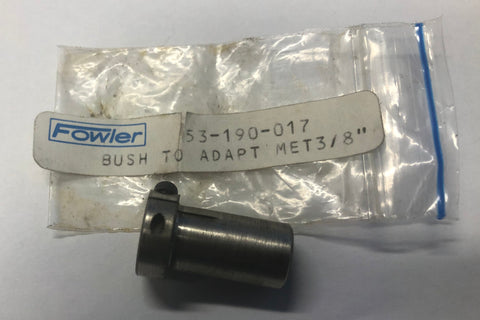 Fowler 53-190-017
BUSH TO ADAPT MET3/8"